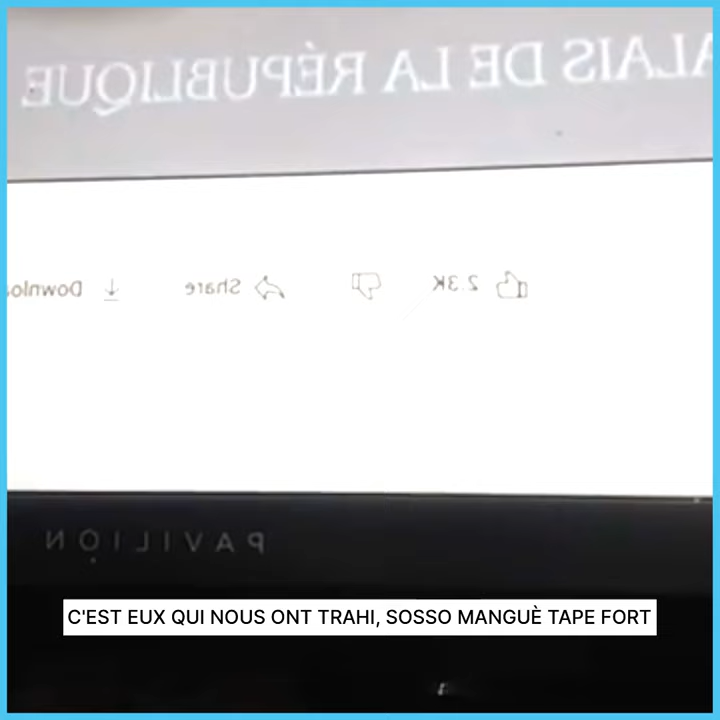 ALAIS DE LA RÉPUBLIQUE
2.3K
Share
Downlo
PAVILION
C'EST EUX QUI NOUS ONT TRAHI, SOSSO MANGUÈ TAPE FORT